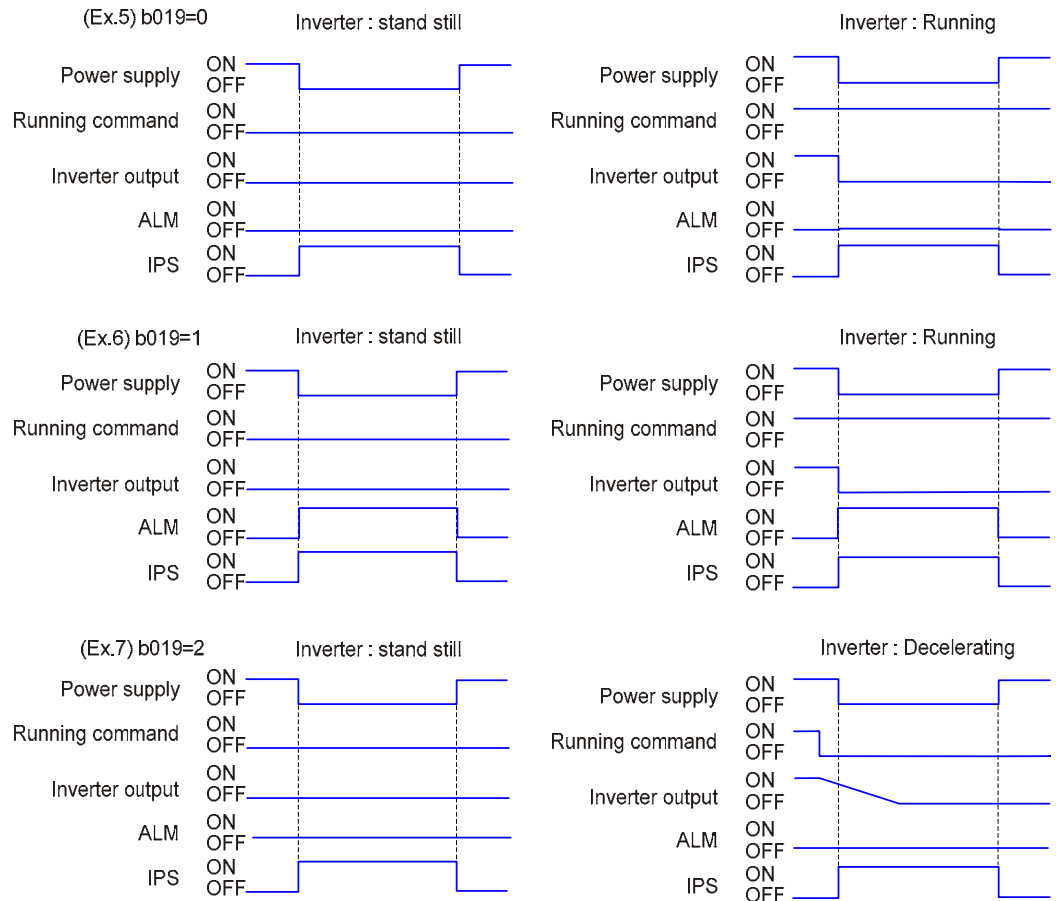 (Ex.5) b019=0
Inverter : stand still
Power supply ON OFF
Running command ON OFF
Inverter output ON OFF
ALM ON OFF
IPS ON OFF
Inverter : Running
Power supply ON OFF
Running command ON OFF
Inverter output ON OFF
ALM ON OFF
IPS ON OFF
(Ex.6) b019=1
Inverter : stand still
Power supply ON OFF
Running command ON OFF
Inverter output ON OFF
ALM ON OFF
IPS ON OFF
Inverter : Running
Power supply ON OFF
Running command ON OFF
Inverter output ON OFF
ALM ON OFF
IPS ON OFF
(Ex.7) b019=2
Inverter : stand still
Power supply ON OFF
Running command ON OFF
Inverter output ON OFF
ALM ON OFF
IPS ON OFF
Inverter : Decelerating
Power supply ON OFF
Running command ON OFF
Inverter output ON OFF
ALM ON OFF
IPS ON OFF